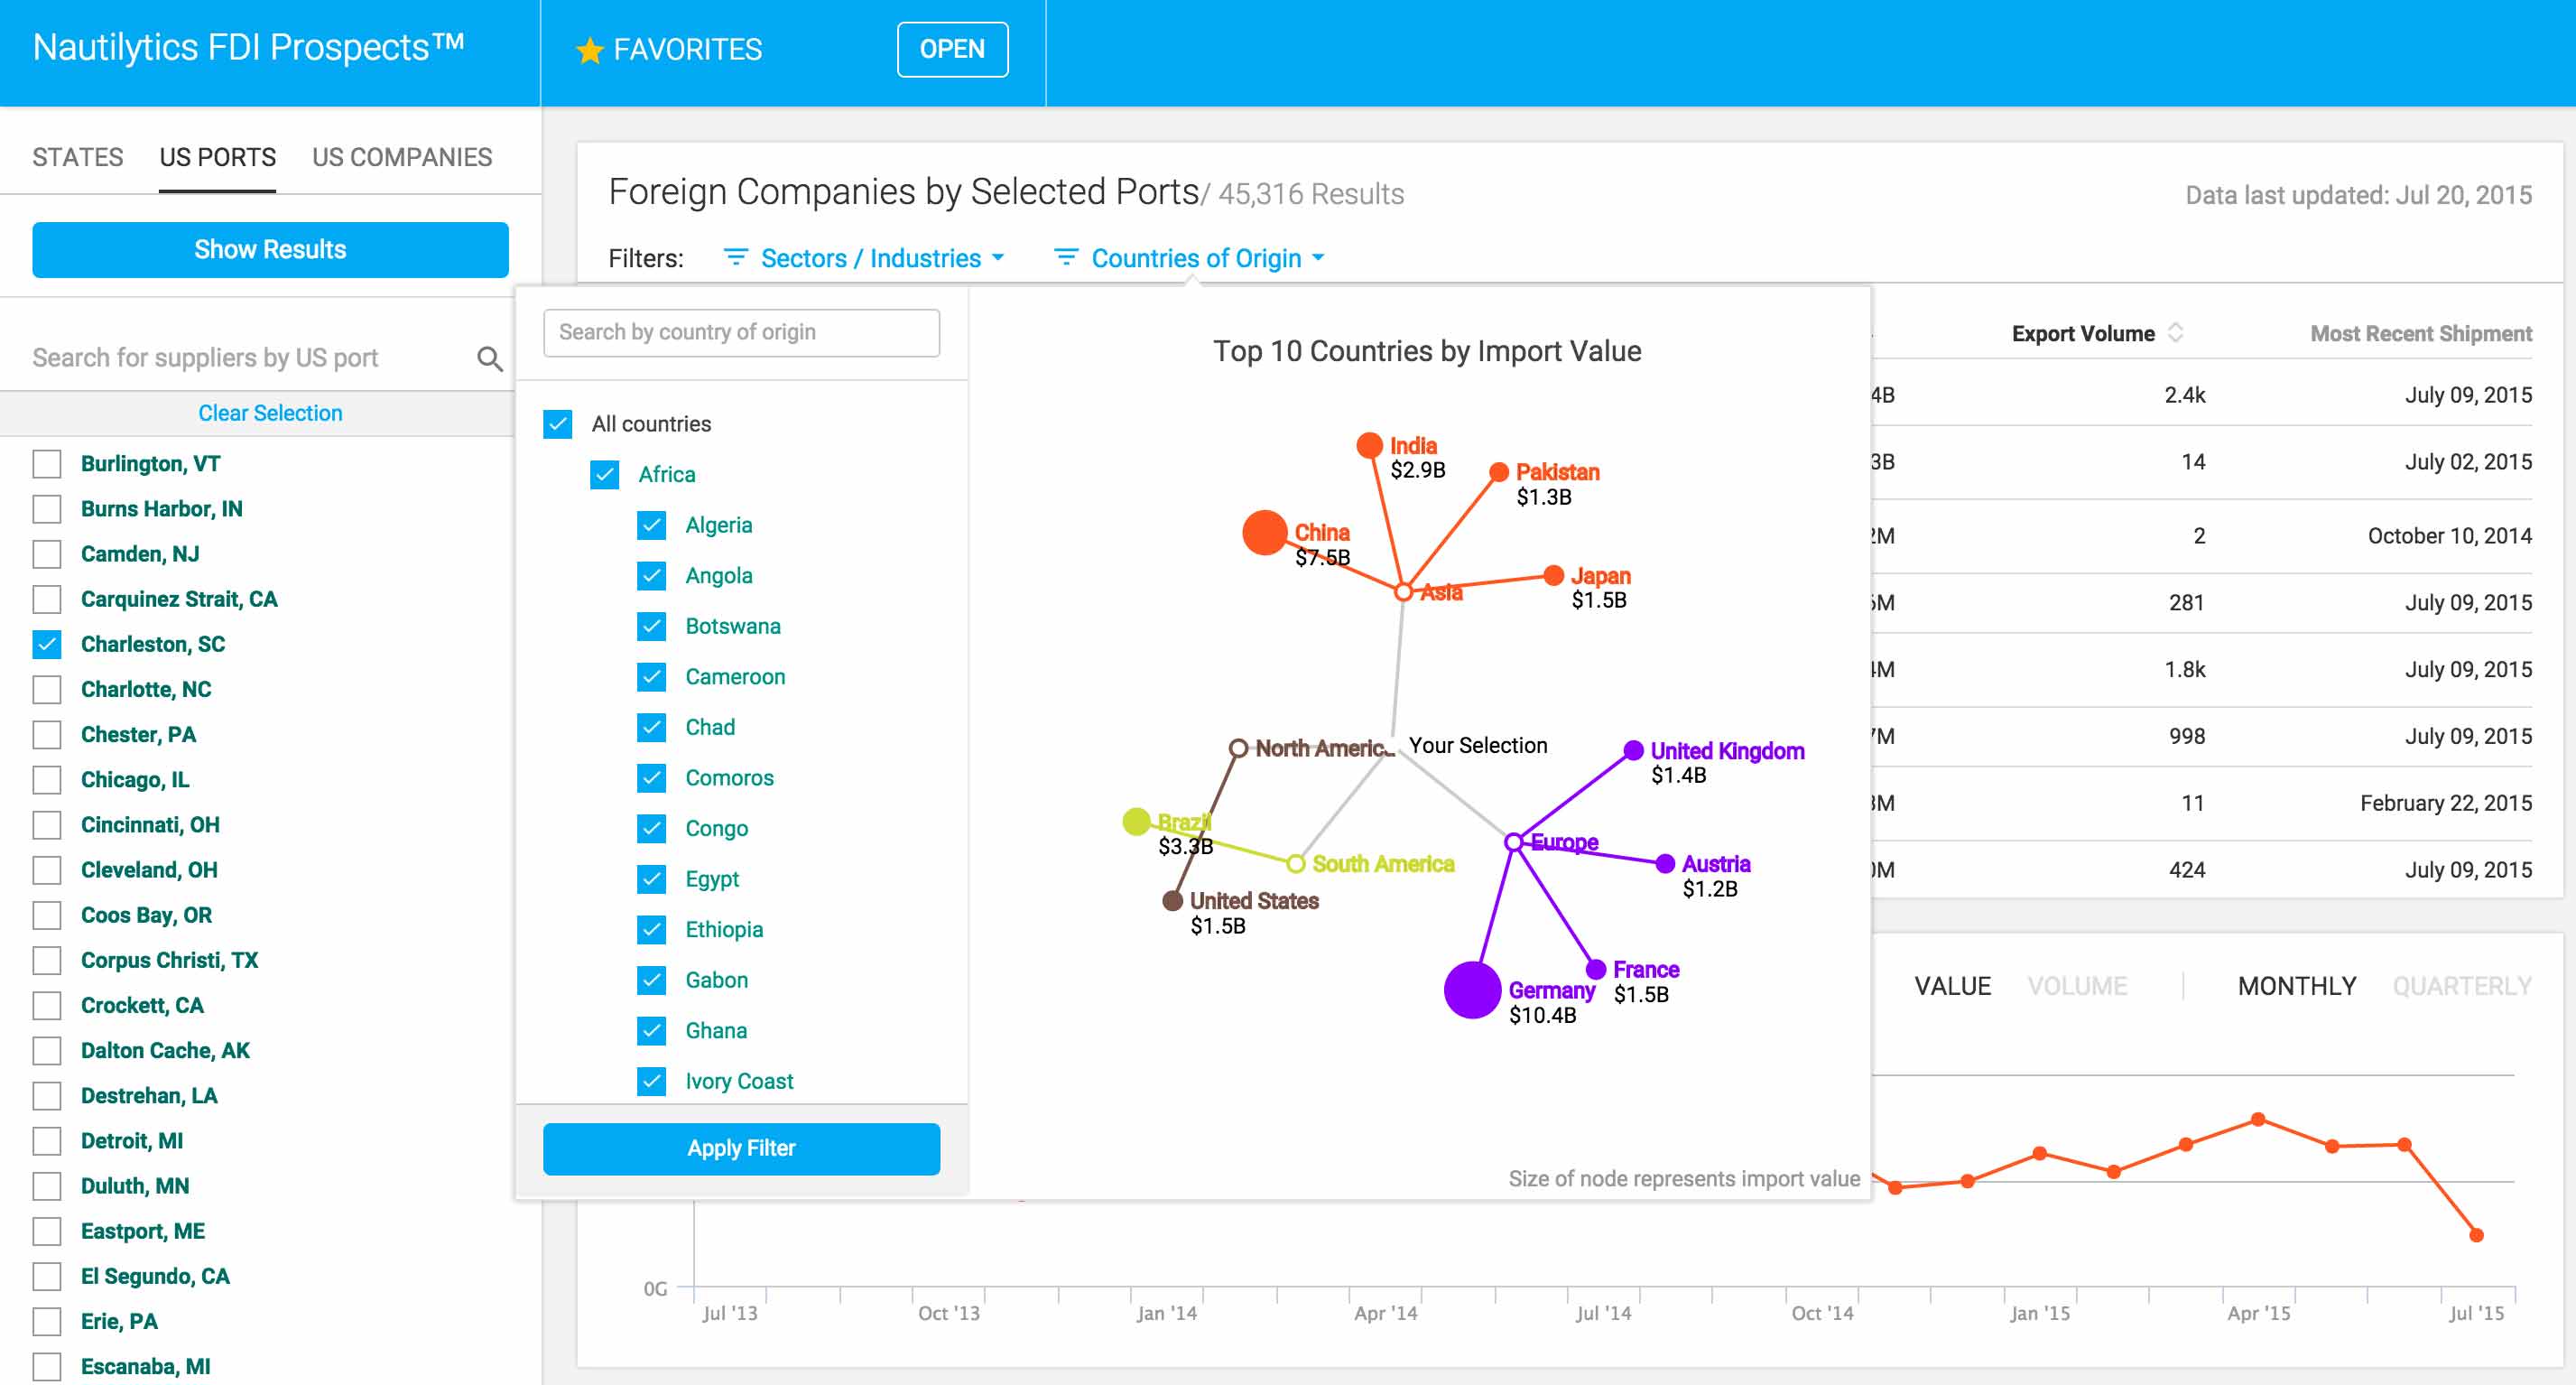 Nautilytics FDI Prospects™
FAVORITES
OPEN
STATES
US PORTS
US COMPANIES
Show Results
Search for suppliers by US port
Clear Selection
Burlington, VT
Burns Harbor, IN
Camden, NJ
Carquinez Strait, CA
Charleston, SC
Charlotte, NC
Chester, PA
Chicago, IL
Cincinnati, OH
Cleveland, OH
Coos Bay, OR
Corpus Christi, TX
Crockett, CA
Dalton Cache, AK
Destrehan, LA
Detroit, MI
Duluth, MN
Eastport, ME
El Segundo, CA
Erie, PA
Escanaba, MI
Foreign Companies by Selected Ports/ 45,316 Results
Data last updated: Jul 20, 2015
Filters:
Sectors / Industries
Countries of Origin
Search by country of origin
All countries
Africa
Algeria
Angola
Botswana
Cameroon
Chad
Comoros
Congo
Egypt
Ethiopia
Gabon
Ghana
Ivory Coast
Apply Filter
Top 10 Countries by Import Value
India
$2.9B
Pakistan
$1.3B
China
$7.5B
Japan
$1.5B
Asia
North Americ...
Your Selection
United Kingdom
$1.4B
Brazil
$3.3B
South America
Europe
Austria
$1.2B
United States
$1.5B
France
$1.5B
Germany
$10.4B
Size of node represents import value
Export Volume
Most Recent Shipment
4B 2.4k July 09, 2015
3B 14 July 02, 2015
M 2 October 10, 2014
M 281 July 09, 2015
M 1.8k July 09, 2015
M 998 July 09, 2015
M 11 February 22, 2015
M 424 July 09, 2015
VALUE
VOLUME
MONTHLY
QUARTERLY
0G
Jul '13
Oct '13
Jan '14
Apr '14
Jul '14
Oct '14
Jan '15
Apr '15
Jul '15